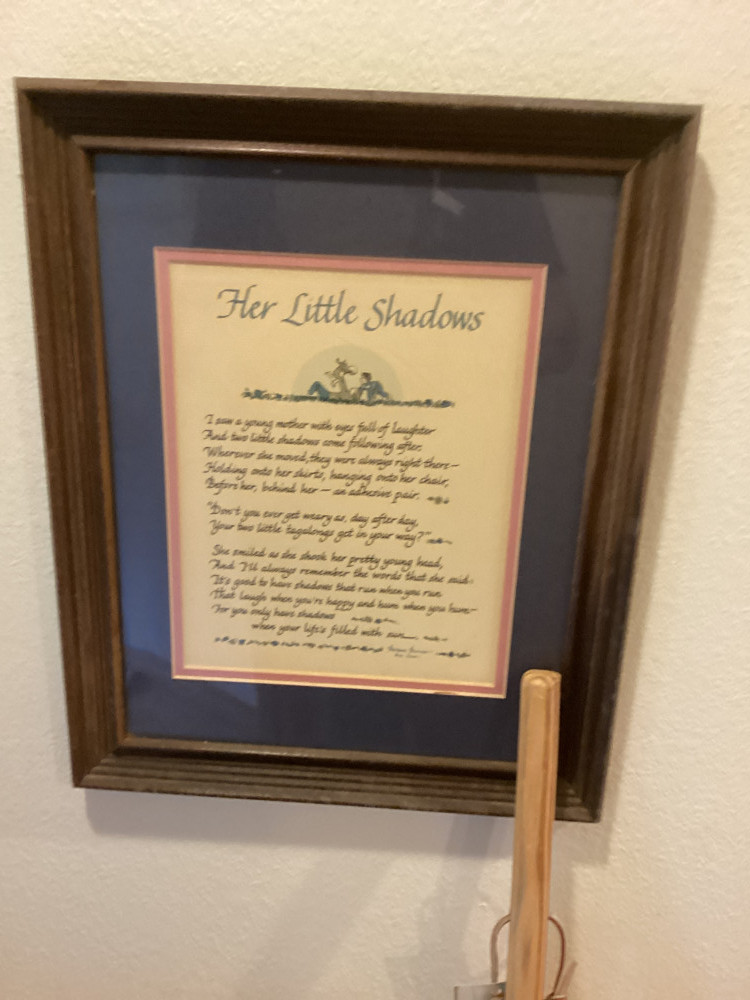 Her Little Shadows
I saw a young mother with eyes full of laughter
And two little shadows come following after.
Wherever she moved, they were always right there—
Holding onto her skirts, hanging onto her chair,
Before her, behind her — an adhesive pair.
"Don't you ever get weary as, day after day,
Your two little tagalongs get in your way?"
She smiled as she shook her pretty young head,
And I'll always remember the words that she said:
It's good to have shadows that run when you run
That laugh when you're happy and hum when you hum—
For you only have shadows
when your life's filled with sun